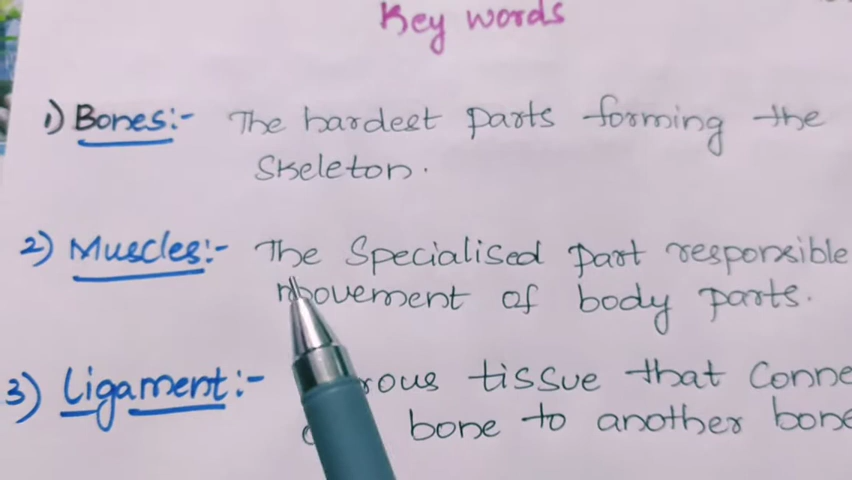 Key words
1) Bones:- The hardest parts forming the
Skeleton.
2) Muscles:- The Specialised part responsible
movement of body parts.
3) Ligament:- tissue that
bone to another bone